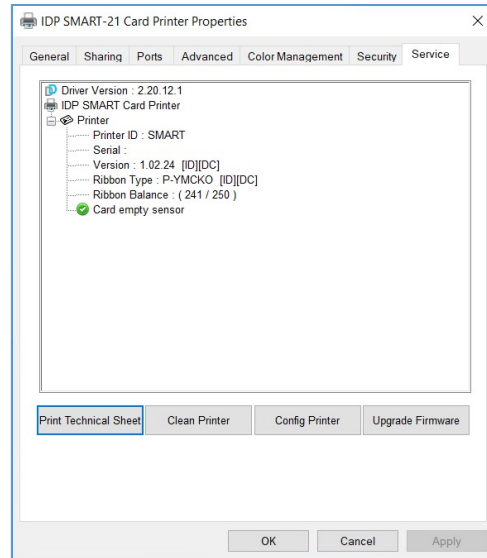 IDP SMART-21 Card Printer Properties
General Sharing Ports Advanced Color Management Security Service
Driver Version : 2.20.12.1
IDP SMART Card Printer
Printer
Printer ID : SMART
Serial :
Version : 1.02.24 [ID][DC]
Ribbon Type : P-YMCKO [ID][DC]
Ribbon Balance : ( 241 / 250 )
Card empty sensor
Print Technical Sheet Clean Printer Config Printer Upgrade Firmware
OK Cancel Apply